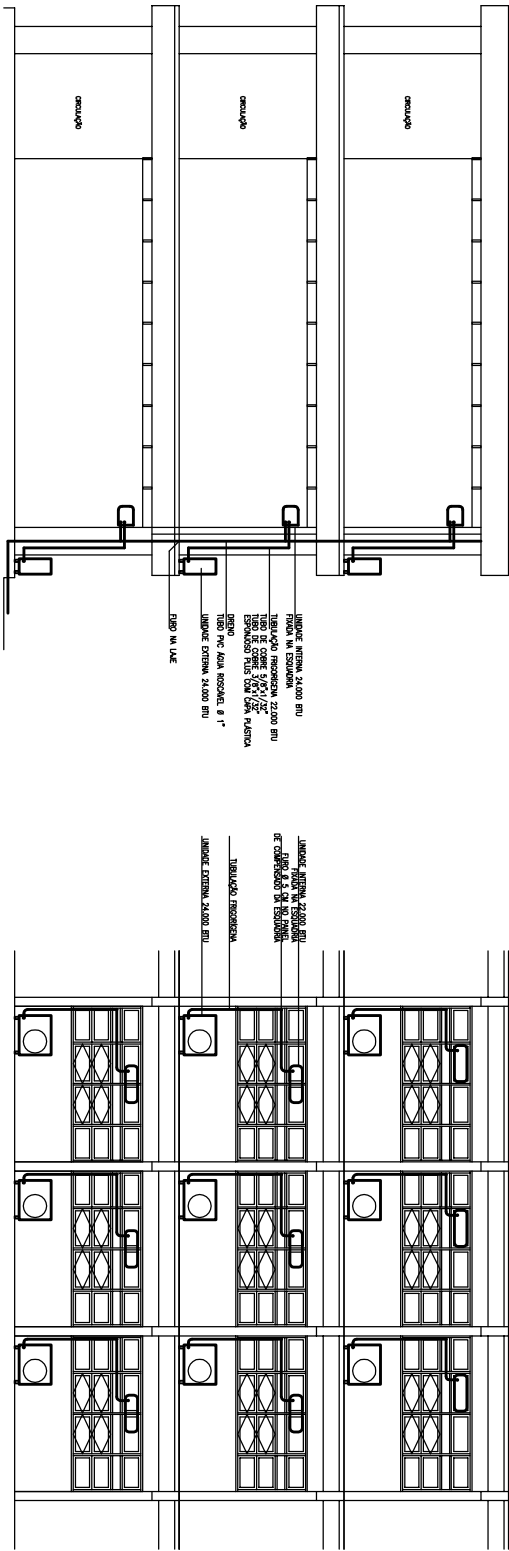 CIRCULAÇÃO
CIRCULAÇÃO
CIRCULAÇÃO
UNIDADE INTERNA 24.000 BTU
FIXADA NA ESQUADRIA
TUBULAÇÃO FRIGORÍGENA 22.000 BTU
TUBO DE COBRE 5/8"x1/32"
TUBO DE COBRE 3/8"x1/32"
ESPONJOSO PLUS COM CAPA PLÁSTICA
DRENO
TUBO PVC ÁGUA ROSCÁVEL Ø 1"
UNIDADE EXTERNA 24.000 BTU
FURO NA LAJE
UNIDADE INTERNA 22.000 BTU
FIXADA NA ESQUADRIA
FURO Ø 5 CM NO PAINEL
DE COMPENSADO DA ESQUADRIA
TUBULAÇÃO FRIGORÍGENA
UNIDADE EXTERNA 24.000 BTU